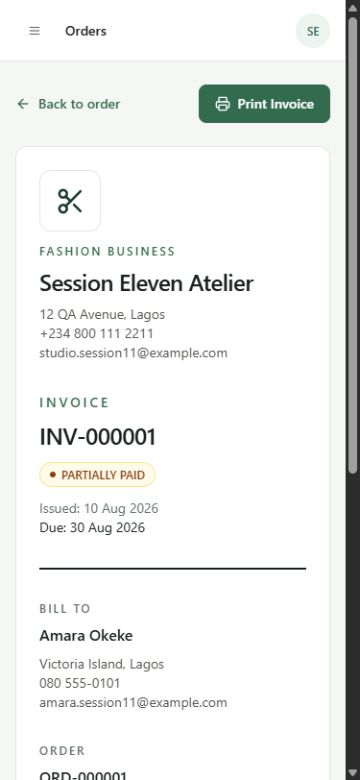 Orders
SE
Back to order
Print Invoice
FASHION BUSINESS
Session Eleven Atelier
12 QA Avenue, Lagos
+234 800 111 2211
studio.session11@example.com
INVOICE
INV-000001
PARTIALLY PAID
Issued: 10 Aug 2026
Due: 30 Aug 2026
BILL TO
Amara Okeke
Victoria Island, Lagos
080 555-0101
amara.session11@example.com
ORDER
ORD-000001